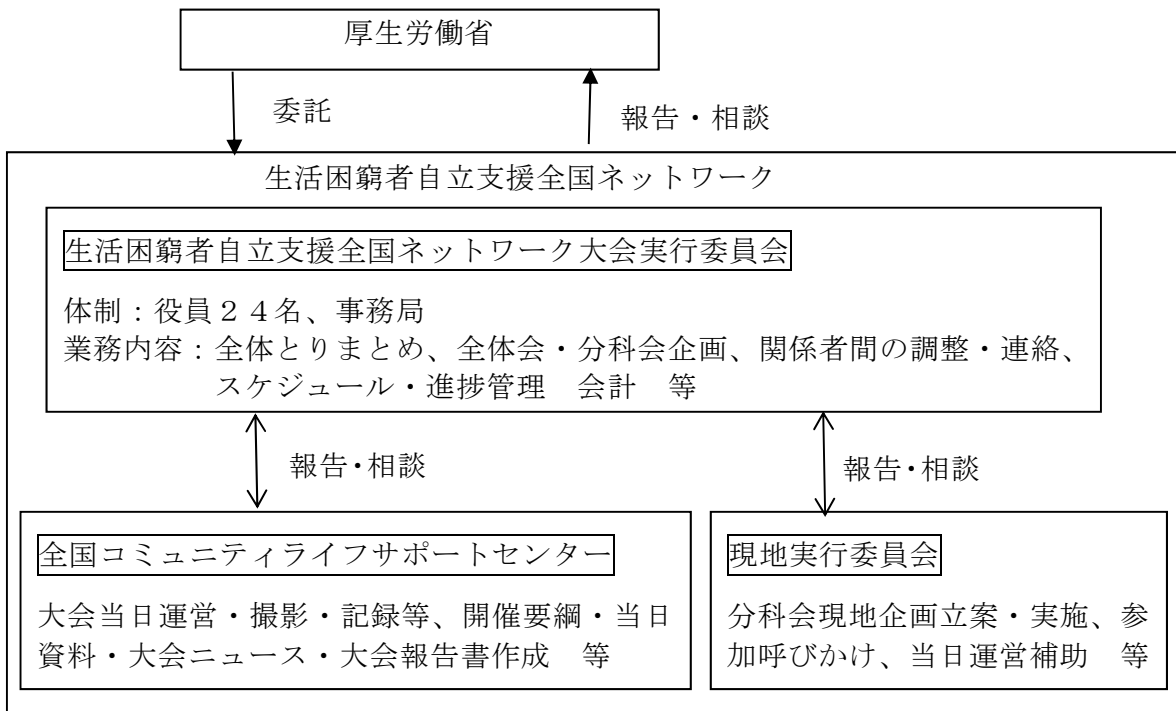 厚生労働省
委託
報告・相談
生活困窮者自立支援全国ネットワーク
生活困窮者自立支援全国ネットワーク大会実行委員会
体制：役員２４名、事務局
業務内容：全体とりまとめ、全体会・分科会企画、関係者間の調整・連絡、
スケジュール・進捗管理　会計　等
報告・相談
報告・相談
全国コミュニティライフサポートセンター
大会当日運営・撮影・記録等、開催要綱・当日
資料・大会ニュース・大会報告書作成　等
現地実行委員会
分科会現地企画立案・実施、参
加呼びかけ、当日運営補助　等